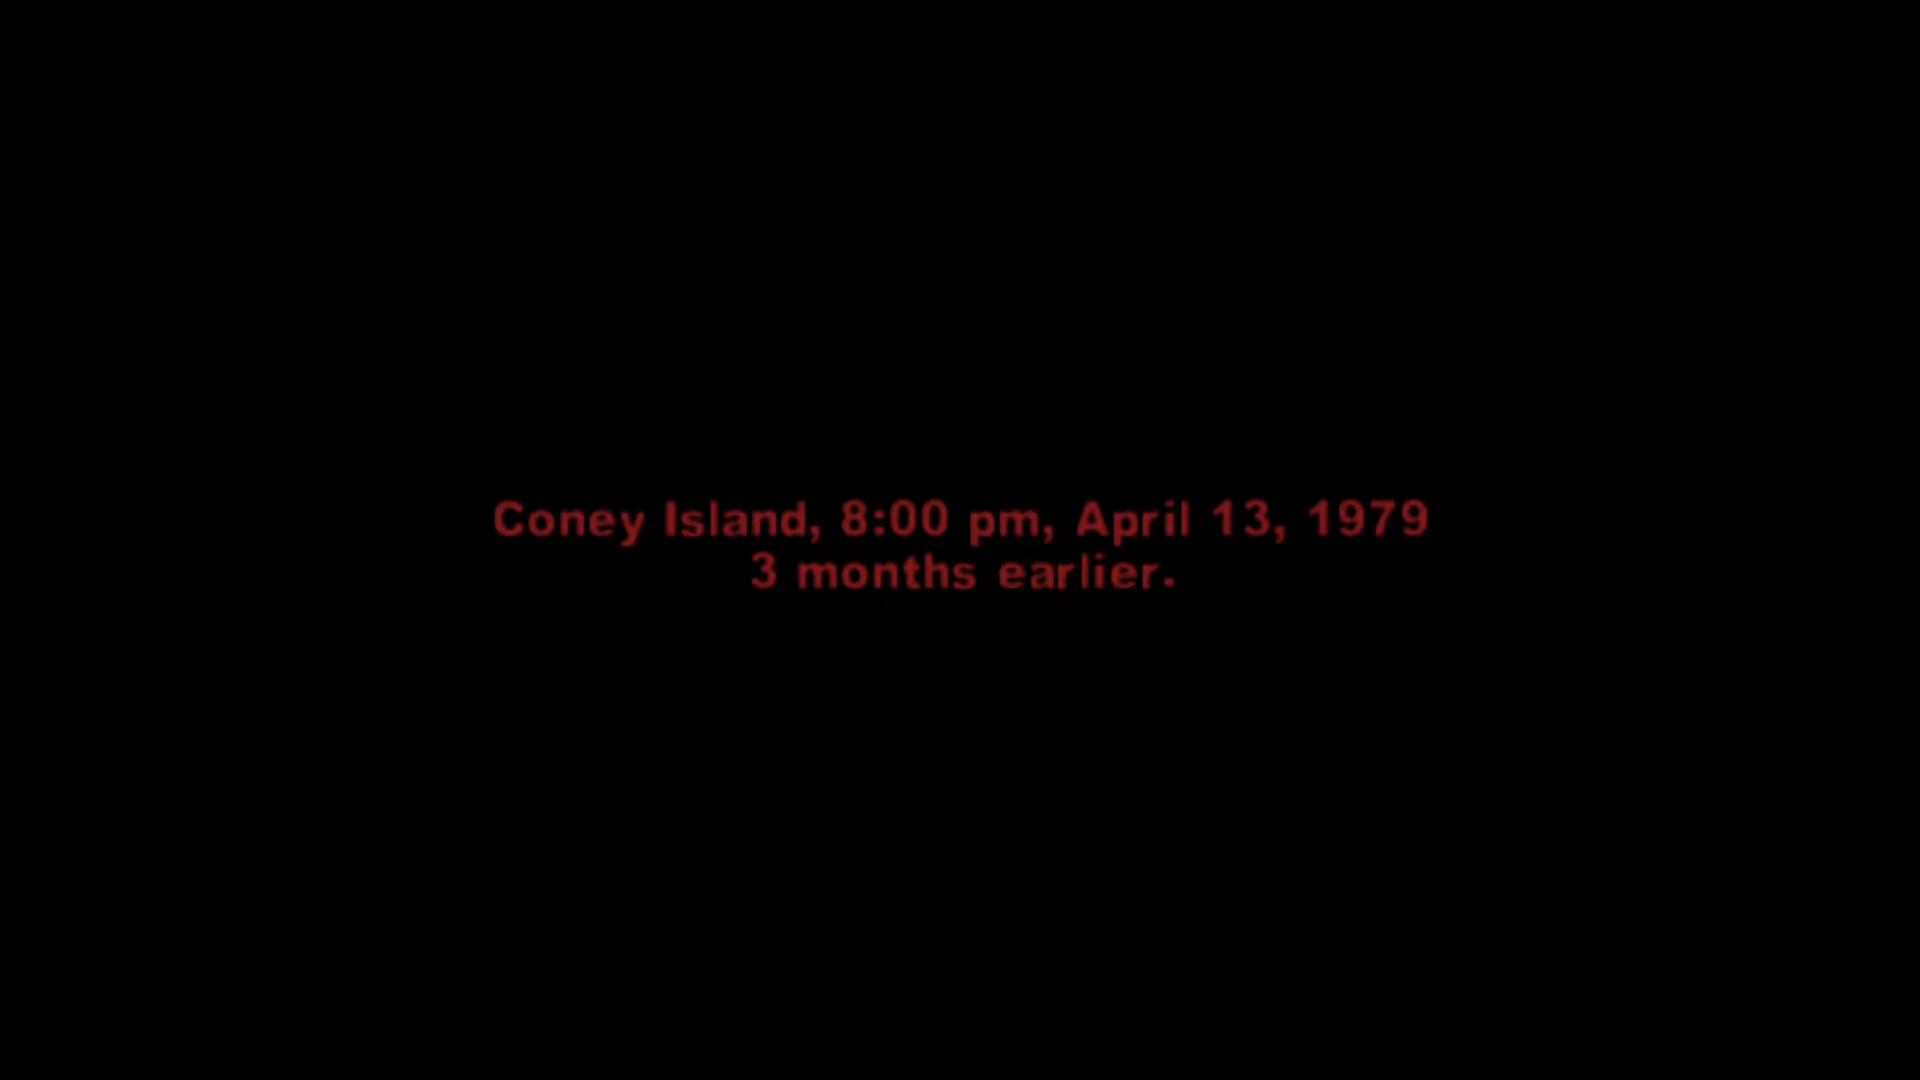 Coney Island, 8:00 pm, April 13, 1979
3 months earlier.